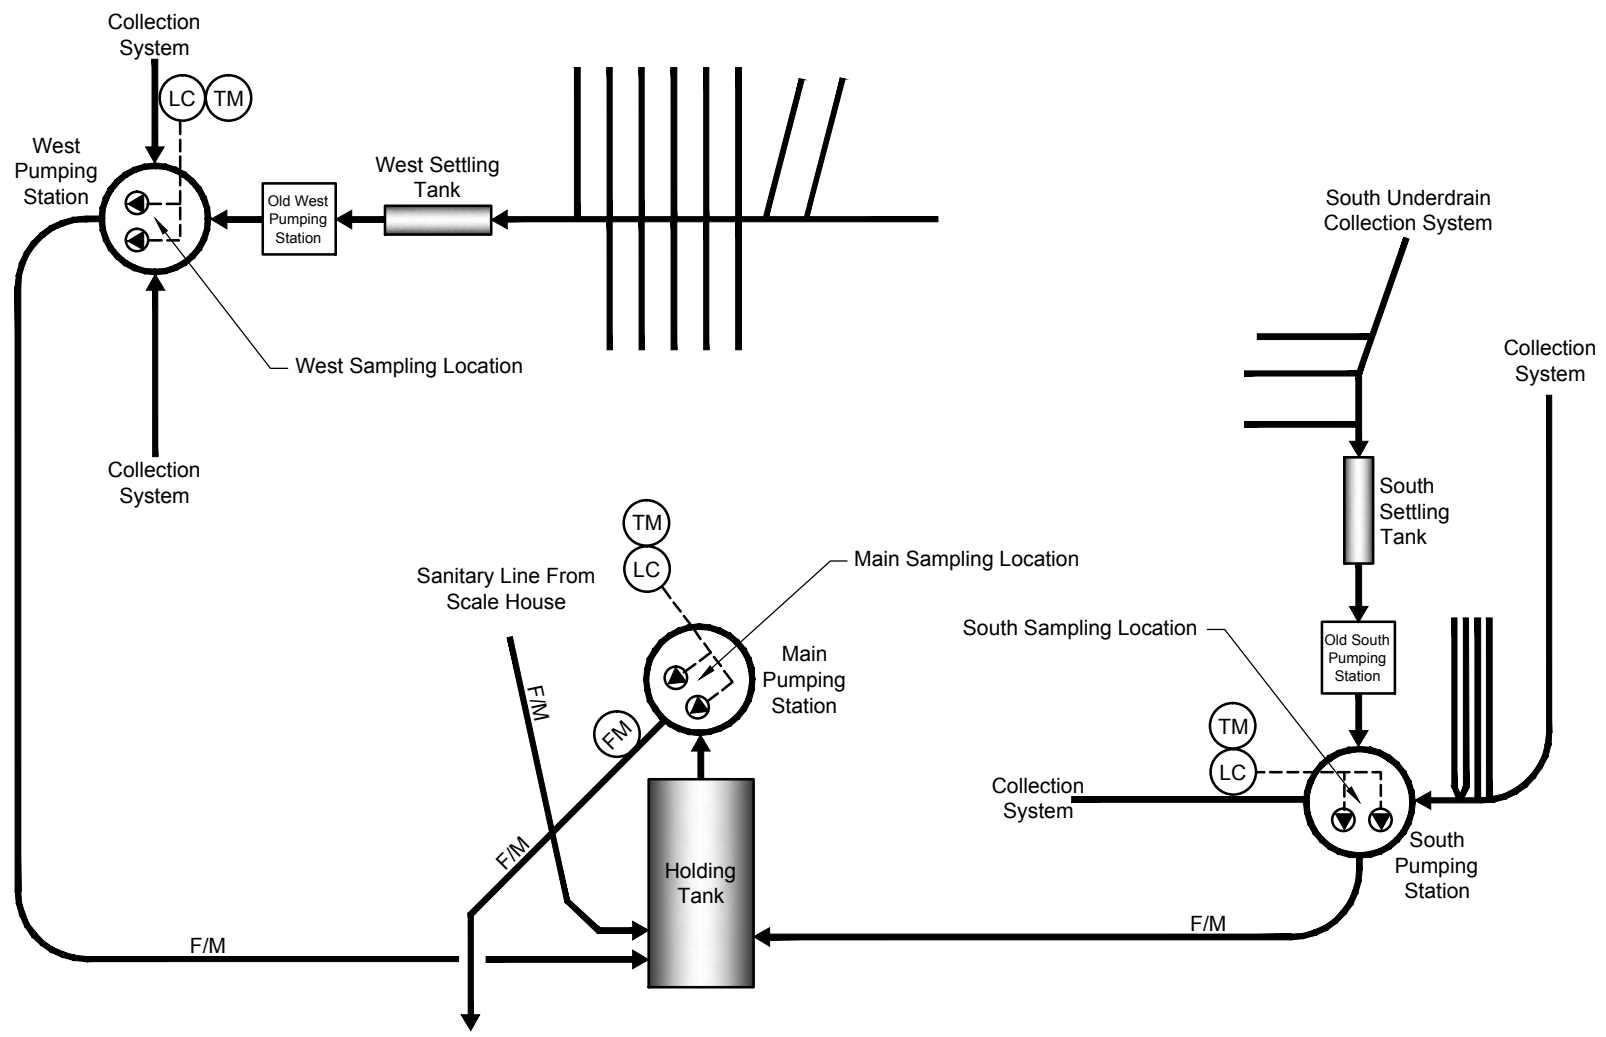 Collection
System
LC
TM
West
Pumping
Station
West Settling
Tank
Old West
Pumping
Station
West Sampling Location
Collection
System
South Underdrain
Collection System
Collection
System
South
Settling
Tank
TM
LC
Main Sampling Location
Sanitary Line From
Scale House
South Sampling Location
Old South
Pumping
Station
Main
Pumping
Station
F/M
FM
TM
LC
Collection
System
F/M
Holding
Tank
South
Pumping
Station
F/M
F/M